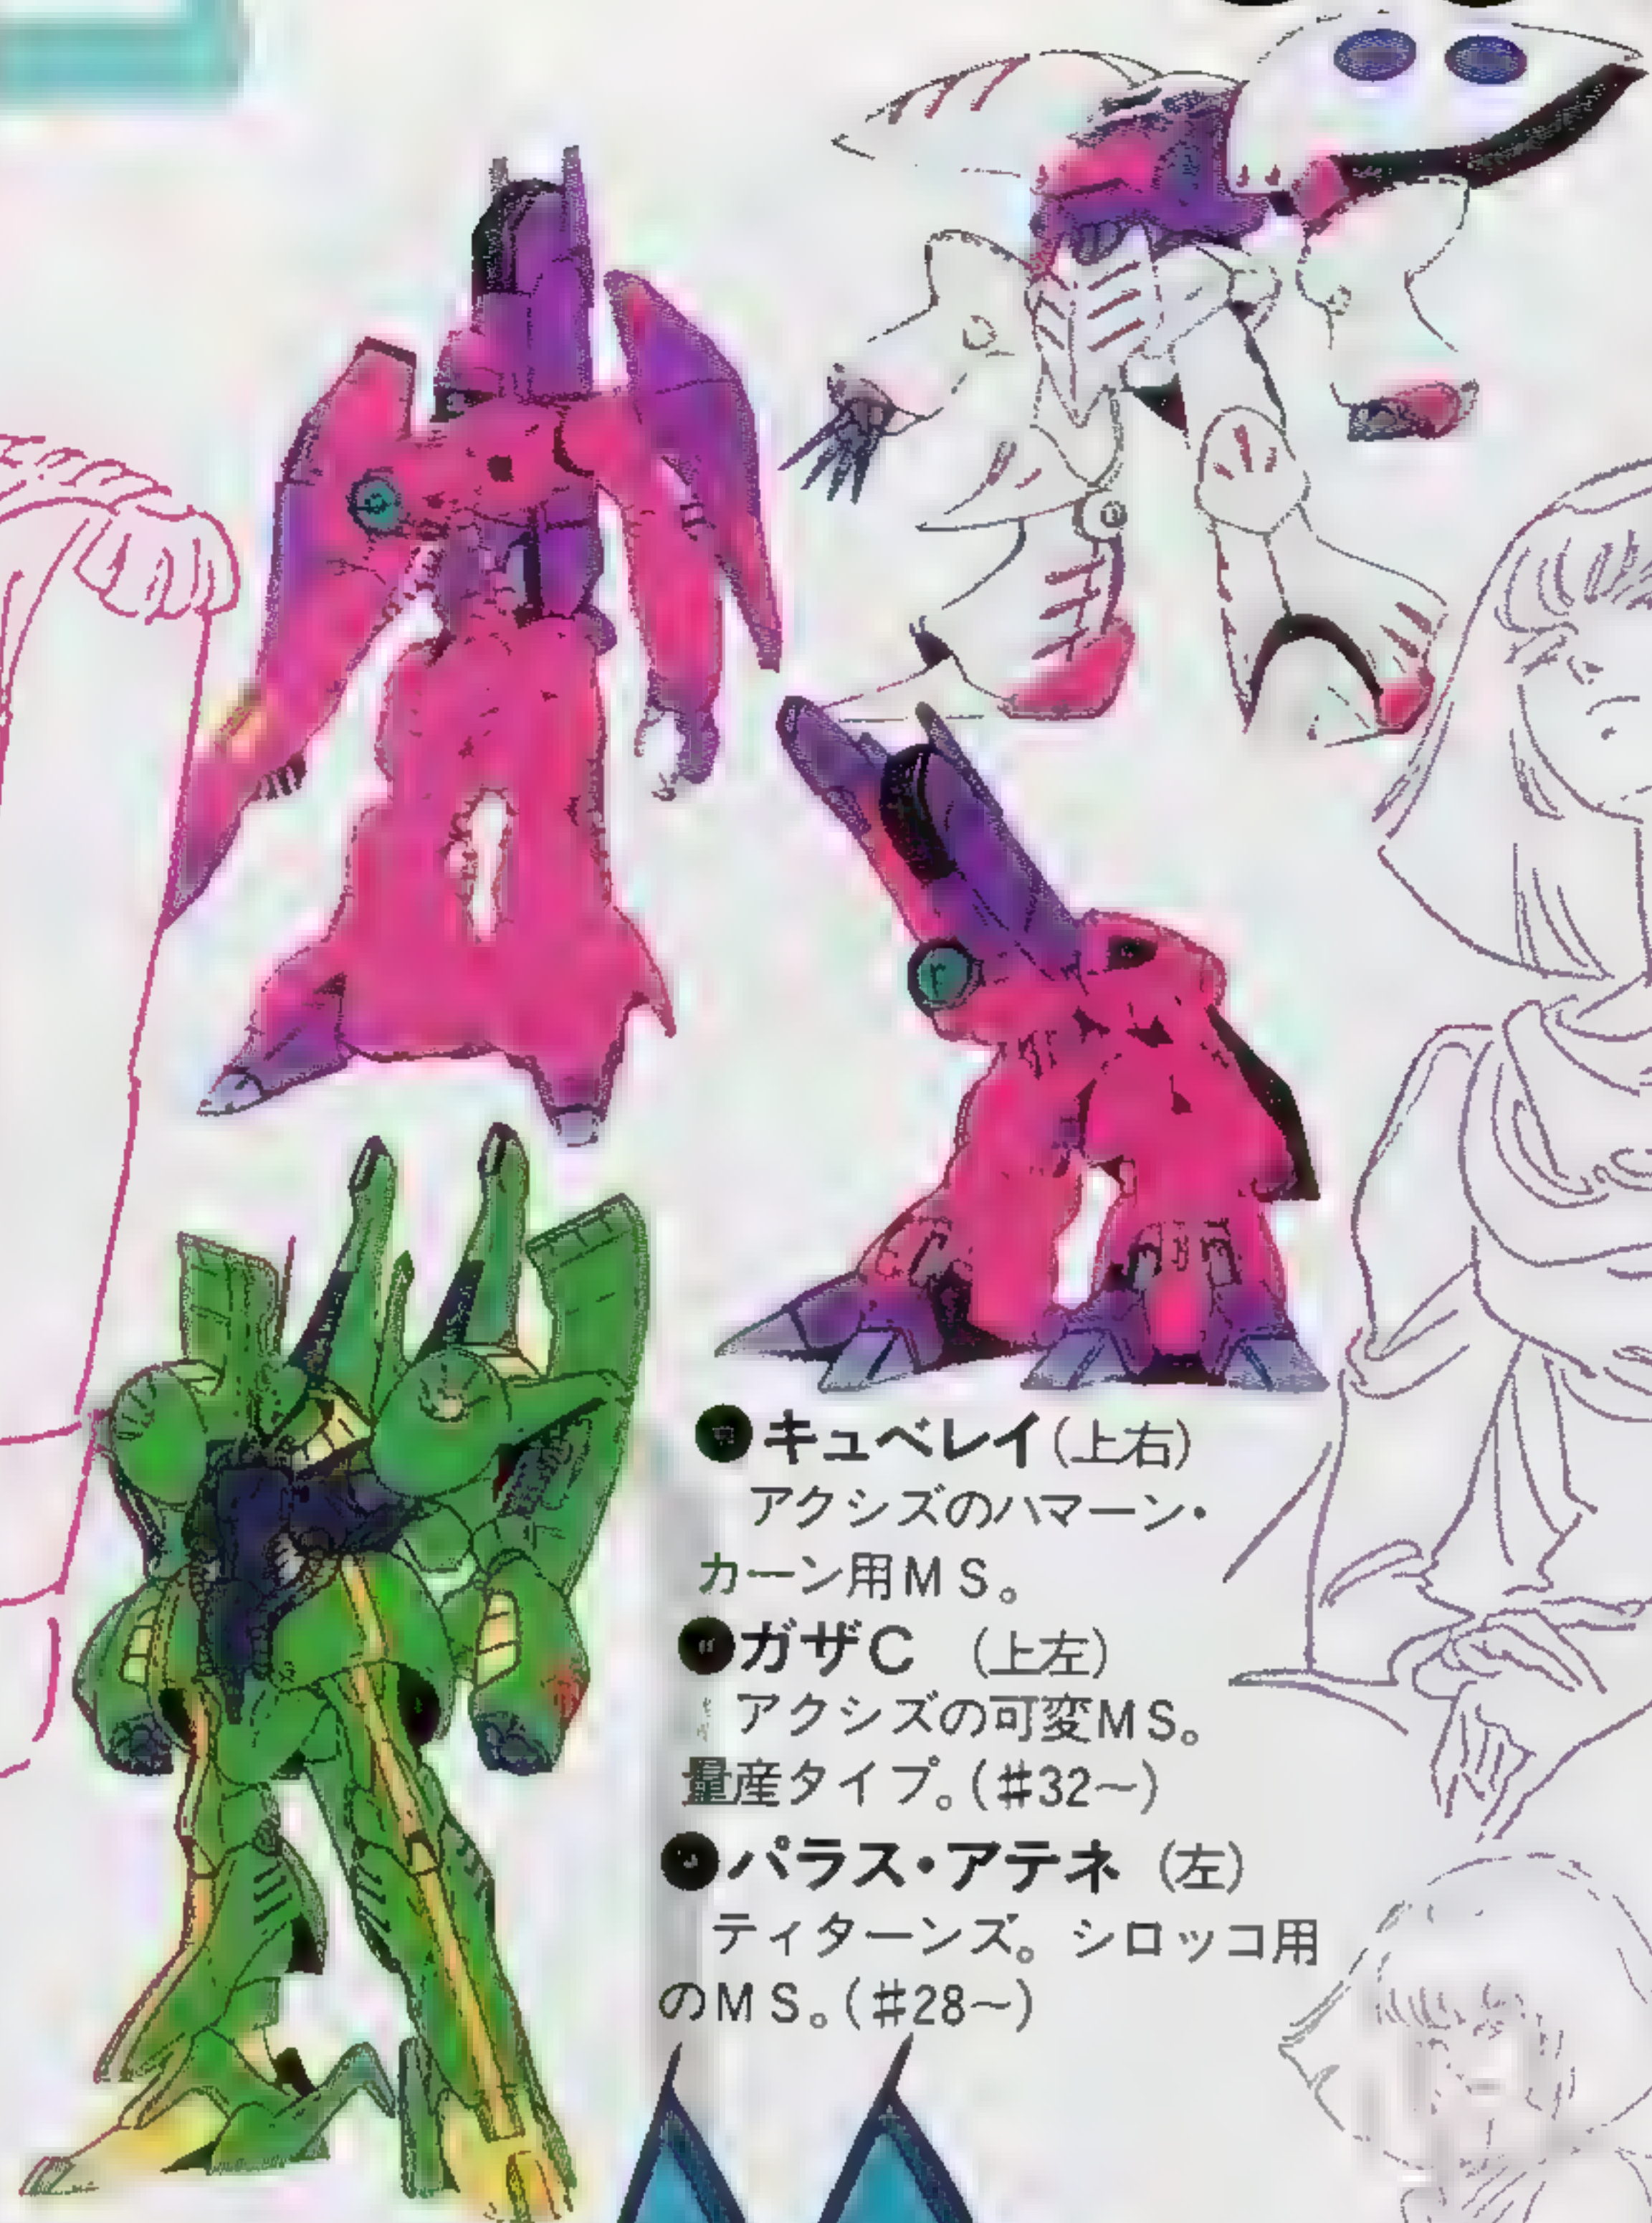 ●キュベレイ(上右)
アクシズのハマーン・
カーン用MS。
●ガザC (上左)
アクシズの可変MS。
量産タイプ。(#32〜)
●パラス・アテネ (左)
ティターンズ。シロッコ用
のMS。(#28〜)